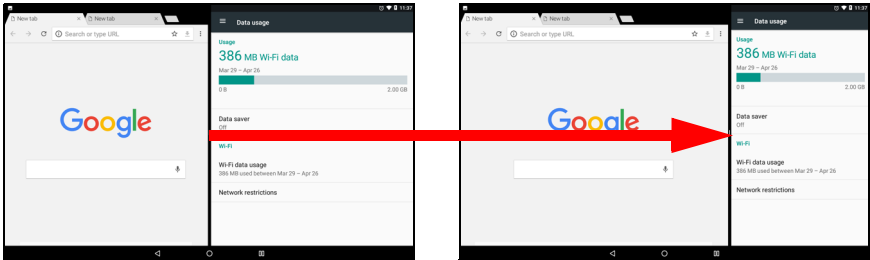 New tab
New tab
11:37
Data usage
Search or type URL
Usage
386 MB Wi-Fi data
Mar 29 – Apr 26
0 B
2.00 GB
Google
Data saver
Off
Wi-Fi
Wi-Fi data usage
386 MB used between Mar 29 – Apr 26
Network restrictions
New tab
New tab
11:37
Data usage
Search or type URL
Usage
386 MB Wi-Fi data
Mar 29 – Apr 26
0 B
2.00 GB
Google
Data saver
Off
Wi-Fi
Wi-Fi data usage
386 MB used between Mar 29 – Apr 26
Network restrictions